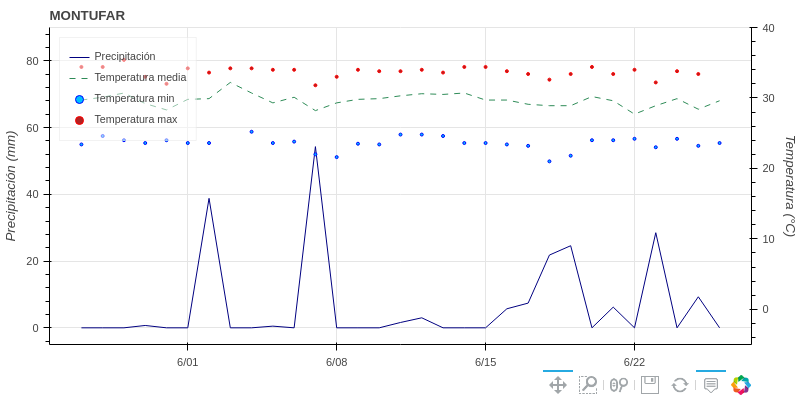 MONTUFAR
Precipitación
Temperatura media
Temperatura min
Temperatura max
Precipitación (mm)
80
60
40
20
0
Temperatura (°C)
40
30
20
10
0
6/01
6/08
6/15
6/22